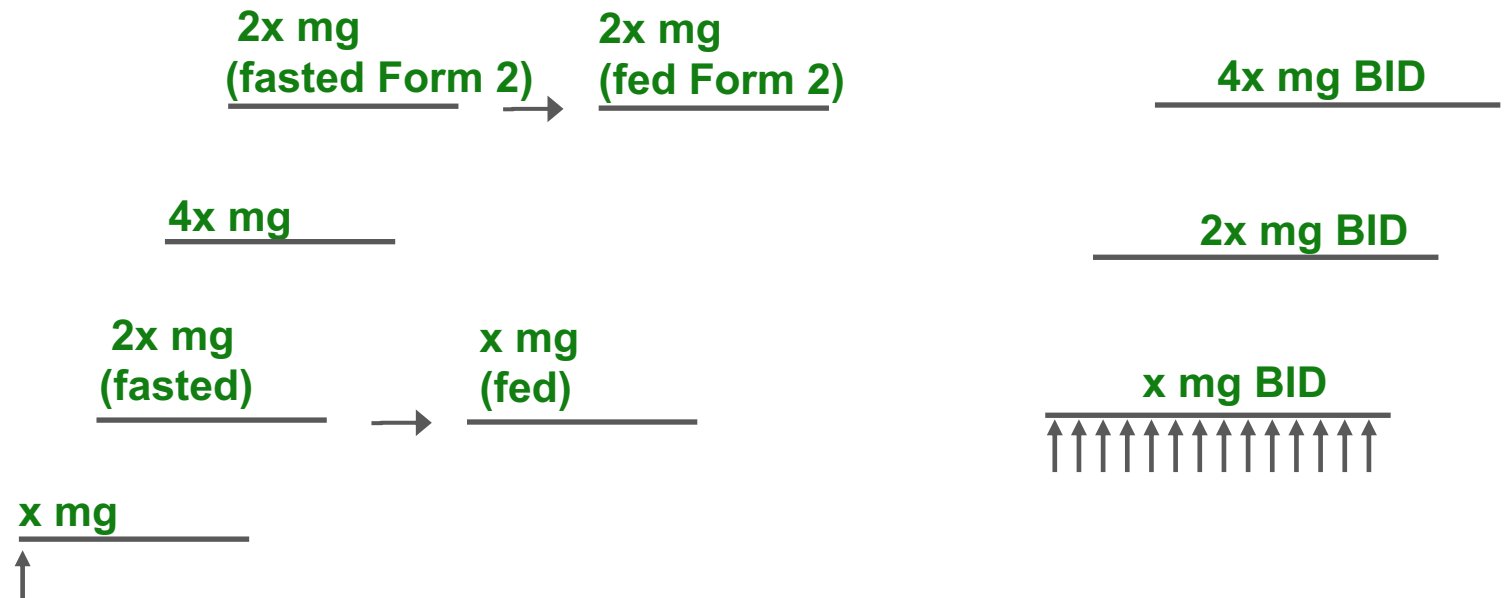 2x mg
(fasted Form 2)
2x mg
(fed Form 2)
4x mg BID
4x mg
2x mg BID
2x mg
(fasted)
x mg
(fed)
x mg BID
x mg